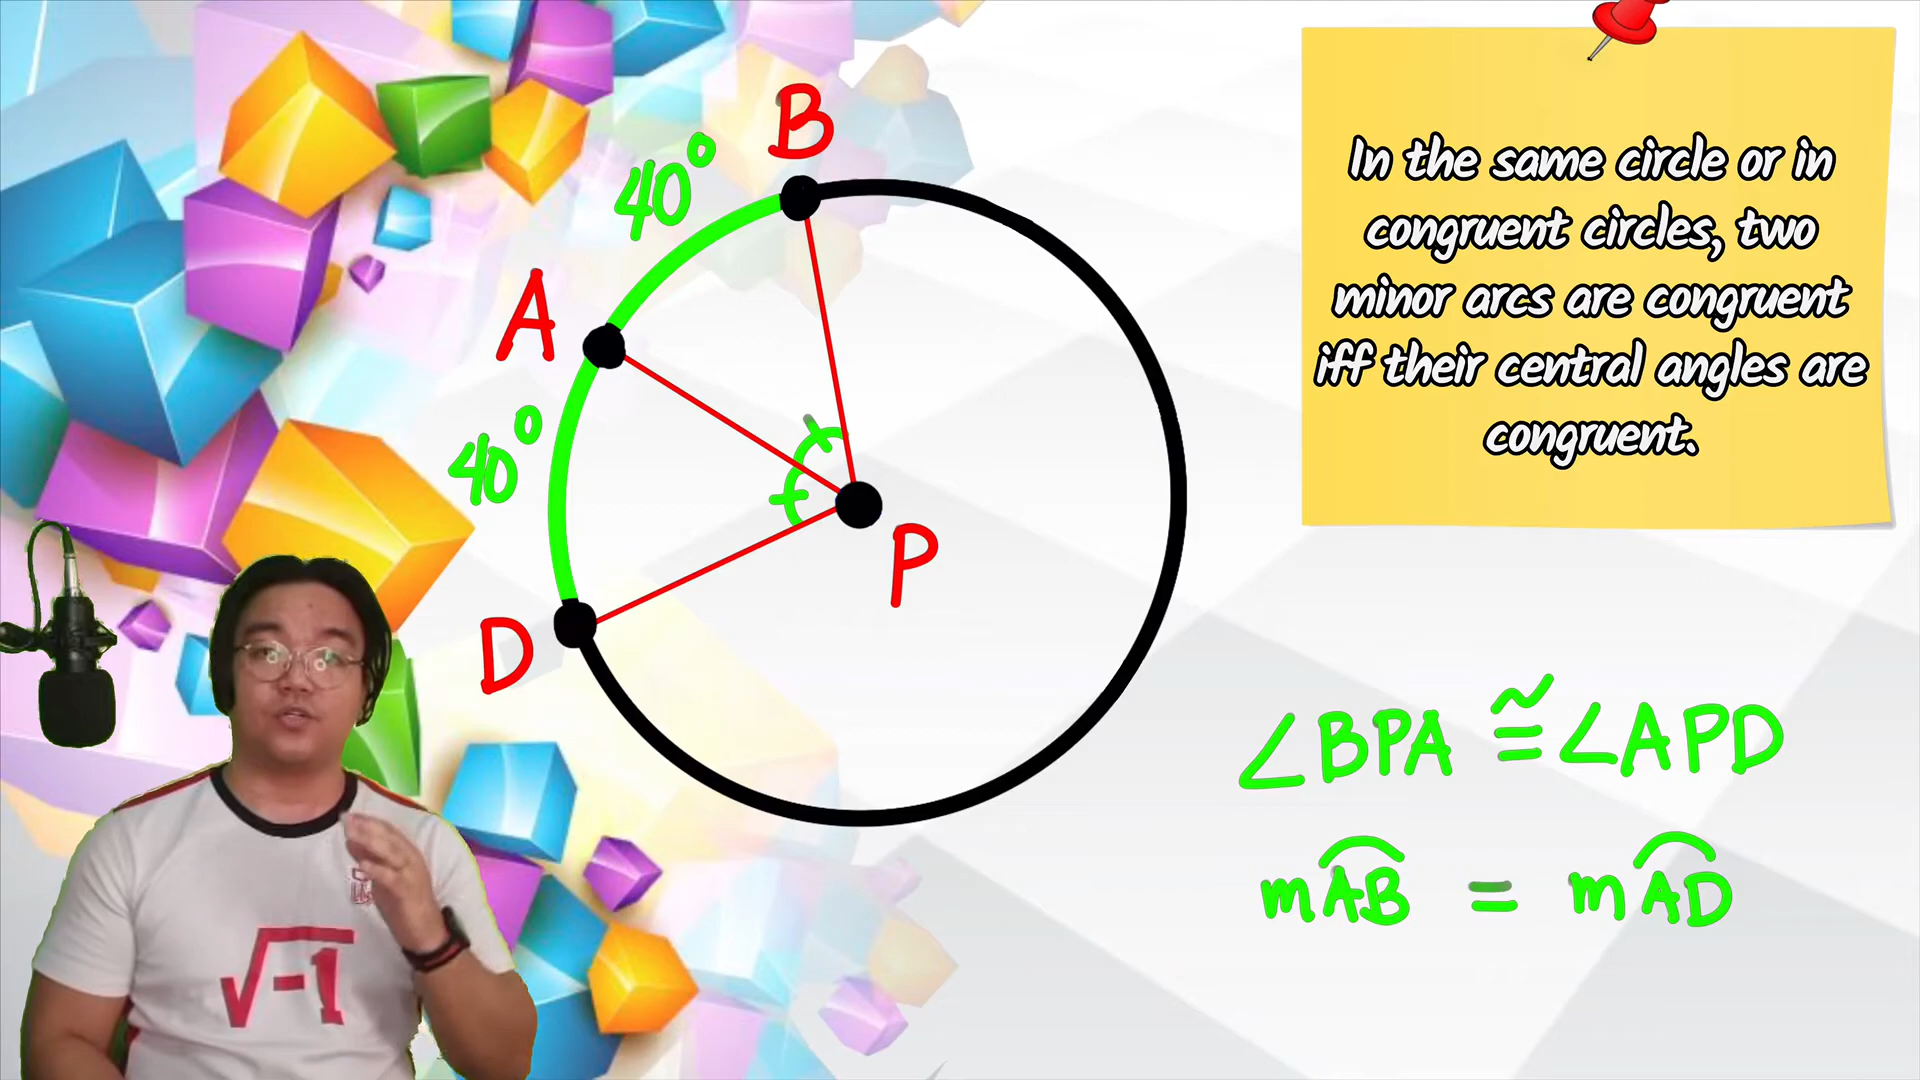 In the same circle or in
congruent circles, two
minor arcs are congruent
iff their central angles are
congruent.
B
40°
A
40°
P
D
∠BPA ≅ ∠APD
mAB = mAD
√-1